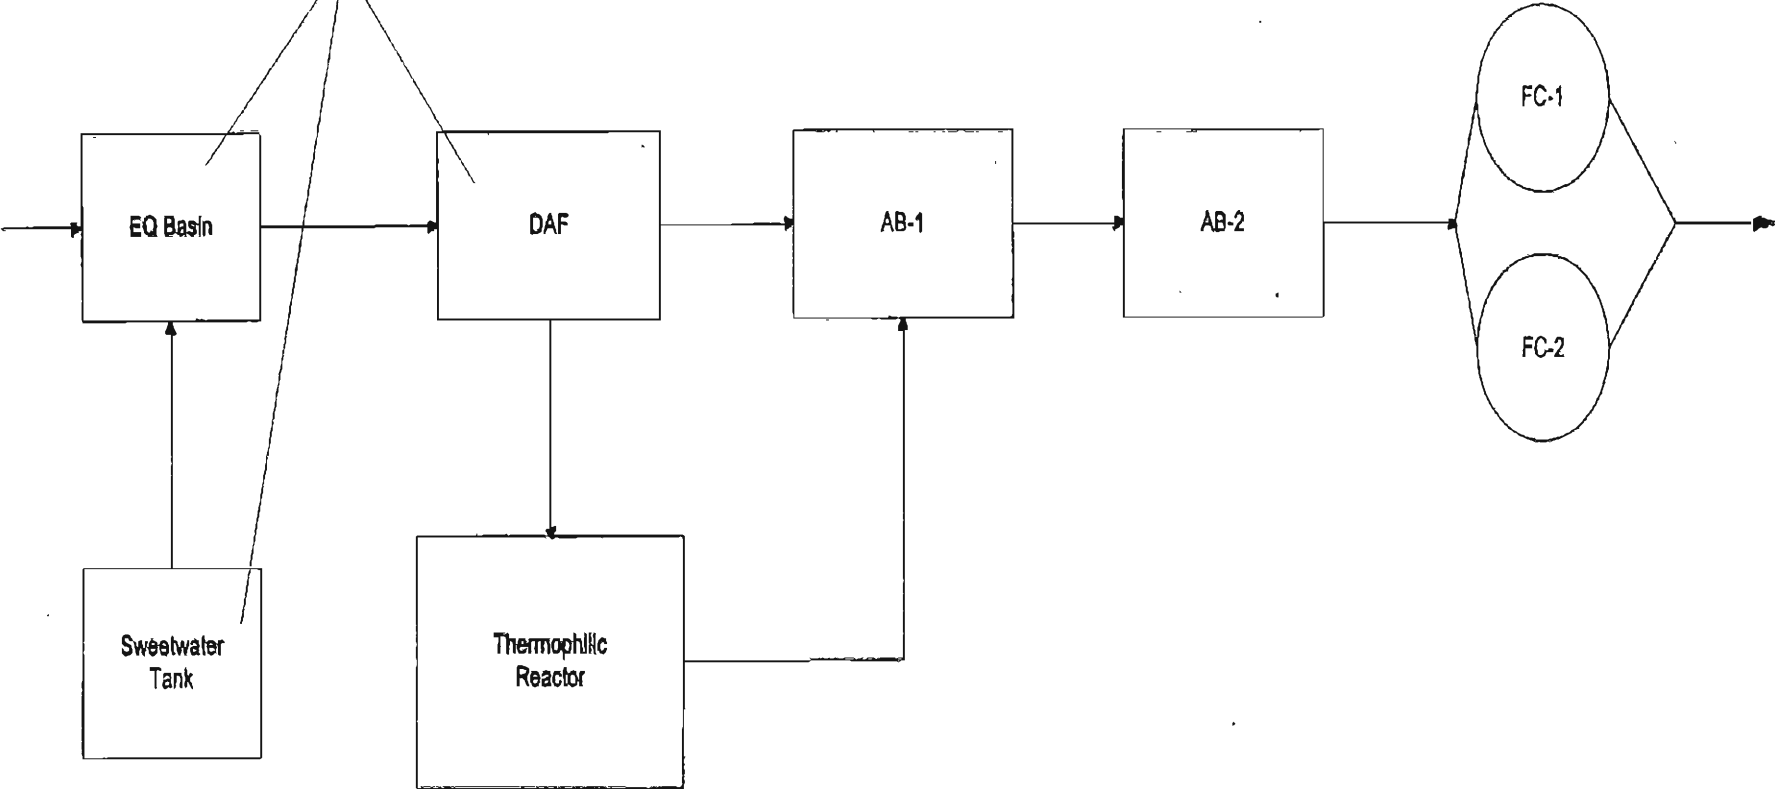 FC-1
EQ Basin
DAF
AB-1
AB-2
FC-2
Sweetwater
Tank
Thermophilic
Reactor